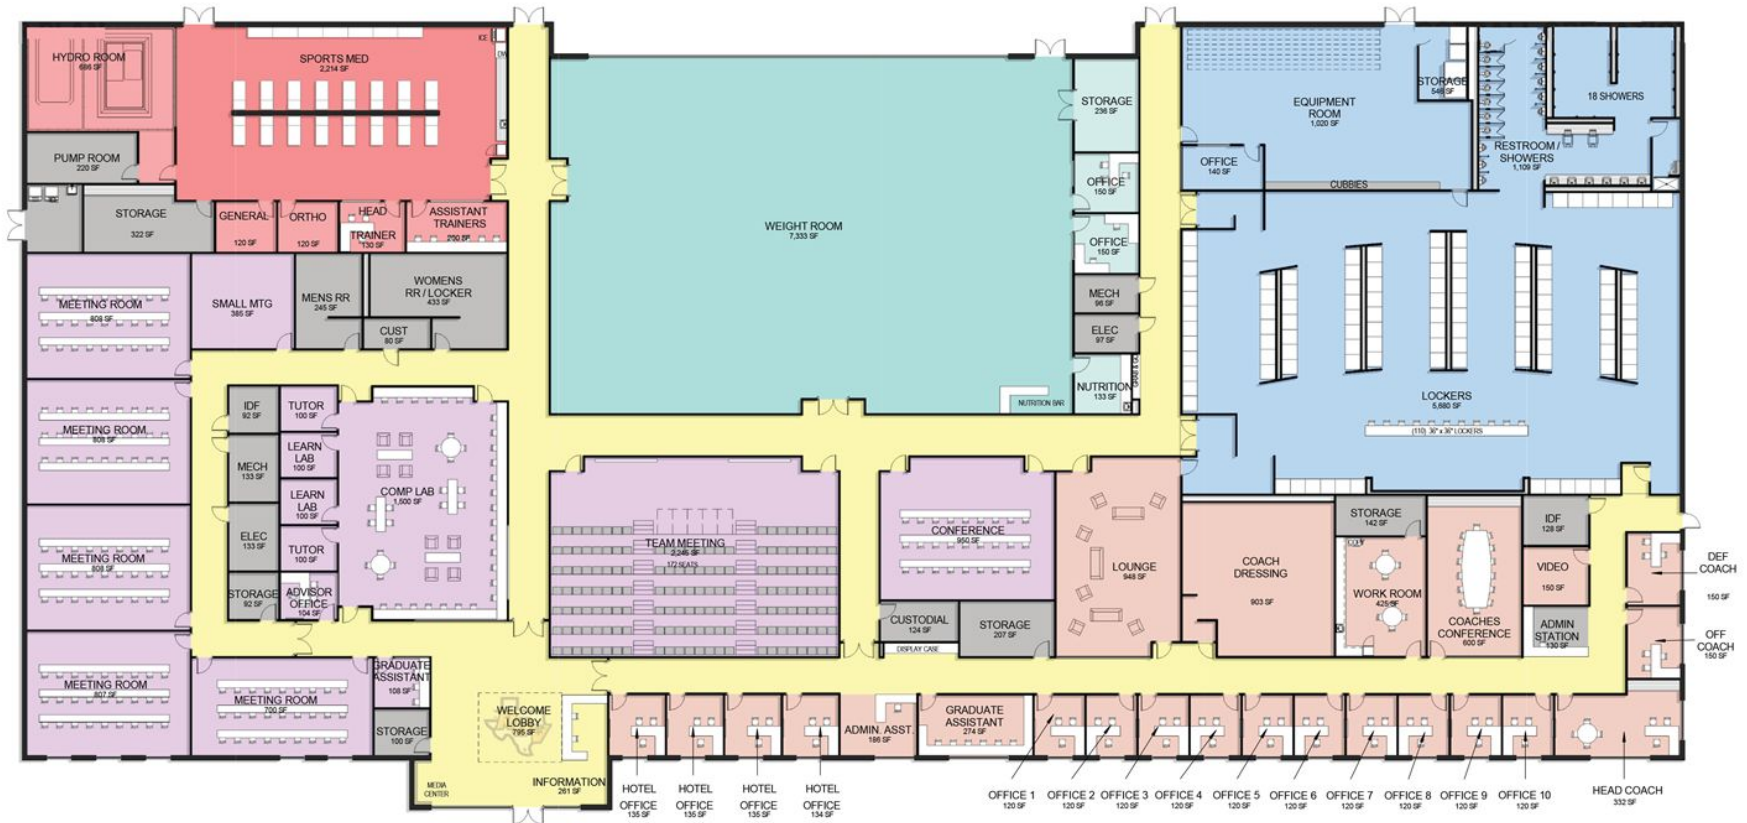 HYDRO ROOM
686 SF
SPORTS MED
2,214 SF
ICE
PUMP ROOM
220 SF
STORAGE
322 SF
GENERAL
120 SF
ORTHO
120 SF
HEAD
TRAINER
130 SF
ASSISTANT
TRAINERS
MEETING ROOM
808 SF
SMALL MTG
385 SF
MENS RR
245 SF
WOMENS
RR / LOCKER
433 SF
CUST
80 SF
MEETING ROOM
808 SF
IDF
92 SF
TUTOR
100 SF
MECH
133 SF
LEARN
LAB
100 SF
COMP LAB
1,500 SF
LEARN
LAB
100 SF
ELEC
133 SF
TUTOR
100 SF
MEETING ROOM
808 SF
STORAGE
92 SF
ADVISOR
OFFICE
104 SF
MEETING ROOM
807 SF
MEETING ROOM
700 SF
GRADUATE
ASSISTANT
108 SF
STORAGE
100 SF
WELCOME
LOBBY
795 SF
MEDIA
CENTER
INFORMATION
261 SF
WEIGHT ROOM
7,333 SF
NUTRITION BAR
STORAGE
236 SF
OFFICE
150 SF
OFFICE
150 SF
MECH
96 SF
ELEC
97 SF
NUTRITION
133 SF
GRAB & GO
TEAM MEETING
2,245 SF
172 SEATS
CONFERENCE
950 SF
CUSTODIAL
124 SF
STORAGE
207 SF
DISPLAY CASE
LOUNGE
948 SF
EQUIPMENT
ROOM
1,020 SF
STORAGE
546 SF
OFFICE
140 SF
CUBBIES
18 SHOWERS
RESTROOM /
SHOWERS
1,109 SF
LOCKERS
5,680 SF
(110) 36" x 36" LOCKERS
COACH
DRESSING
903 SF
STORAGE
142 SF
COPY
WORK ROOM
425 SF
COACHES
CONFERENCE
600 SF
IDF
128 SF
VIDEO
150 SF
ADMIN
STATION
130 SF
DEF
COACH
150 SF
OFF
COACH
150 SF
HOTEL
OFFICE
135 SF
HOTEL
OFFICE
135 SF
HOTEL
OFFICE
135 SF
HOTEL
OFFICE
134 SF
ADMIN. ASST.
186 SF
GRADUATE
ASSISTANT
274 SF
OFFICE 1
120 SF
OFFICE 2
120 SF
OFFICE 3
120 SF
OFFICE 4
120 SF
OFFICE 5
120 SF
OFFICE 6
120 SF
OFFICE 7
120 SF
OFFICE 8
120 SF
OFFICE 9
120 SF
OFFICE 10
120 SF
HEAD COACH
332 SF